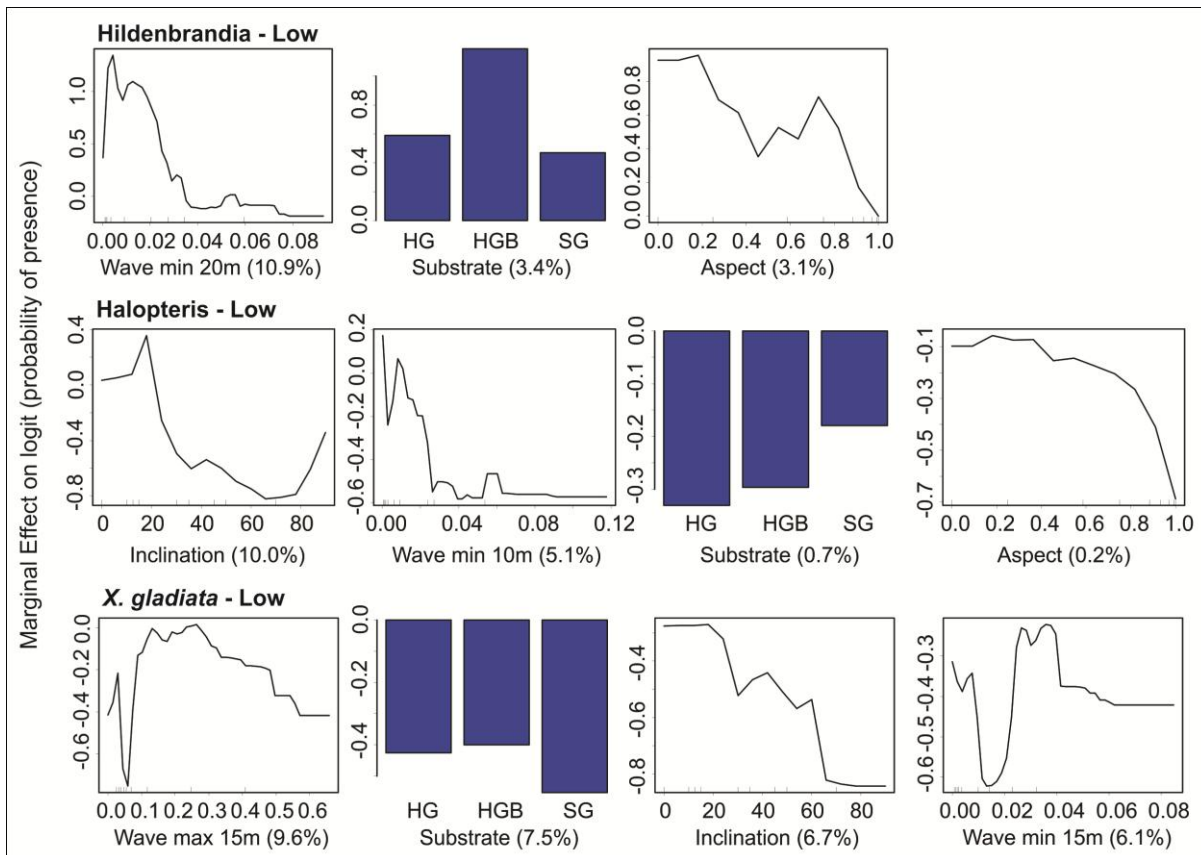 Marginal Effect on logit (probability of presence)
Hildenbrandia - Low
0.0 0.5 1.0
0.00 0.02 0.04 0.06 0.08
Wave min 20m (10.9%)
0.0 0.4 0.8
HG HGB SG
Substrate (3.4%)
0.0 0.2 0.4 0.6 0.8
0.0 0.2 0.4 0.6 0.8 1.0
Aspect (3.1%)
Halopteris - Low
-0.8 -0.4 0.0 0.4
0 20 40 60 80
Inclination (10.0%)
-0.6 -0.4 -0.2 0.0 0.2
0.00 0.04 0.08 0.12
Wave min 10m (5.1%)
-0.3 -0.2 -0.1 0.0
HG HGB SG
Substrate (0.7%)
-0.7 -0.5 -0.3 -0.1
0.0 0.2 0.4 0.6 0.8 1.0
Aspect (0.2%)
X. gladiata - Low
-0.6 -0.4 -0.2 0.0
0.0 0.1 0.2 0.3 0.4 0.5 0.6
Wave max 15m (9.6%)
-0.4 -0.2 0.0
HG HGB SG
Substrate (7.5%)
-0.8 -0.6 -0.4
0 20 40 60 80
Inclination (6.7%)
-0.6 -0.5 -0.4 -0.3
0.00 0.02 0.04 0.06 0.08
Wave min 15m (6.1%)